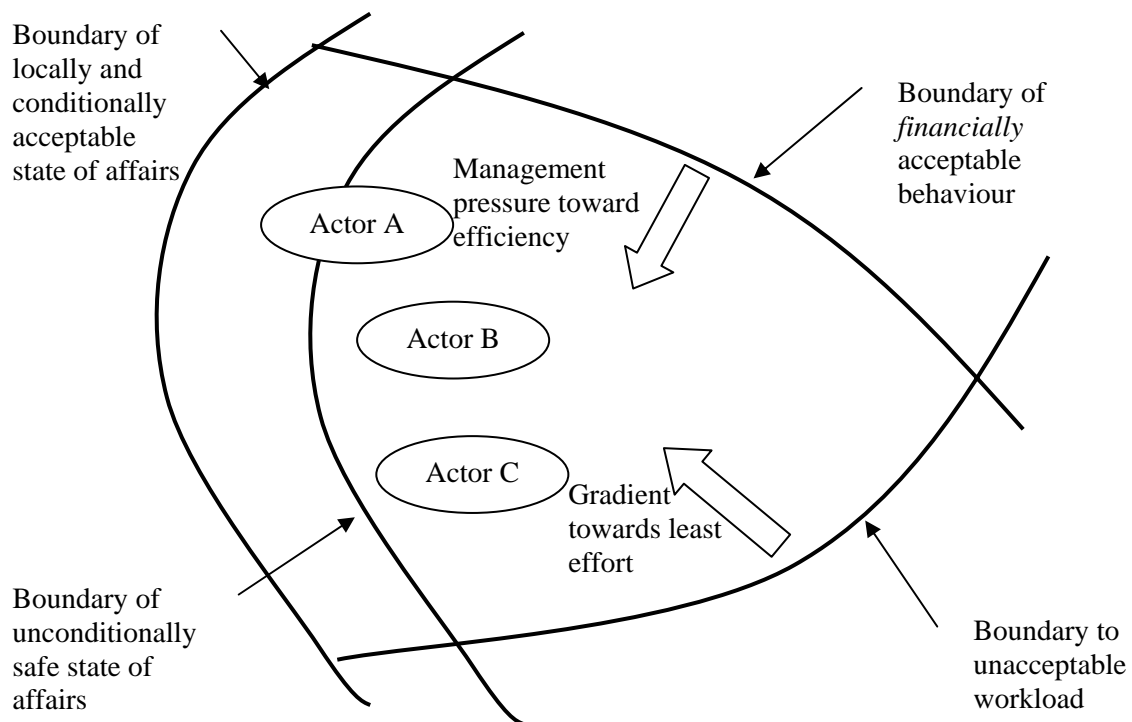 Boundary of
locally and
conditionally
acceptable
state of affairs
Boundary of
financially
acceptable
behaviour
Management
pressure toward
efficiency
Actor A
Actor B
Actor C
Gradient
towards least
effort
Boundary of
unconditionally
safe state of
affairs
Boundary to
unacceptable
workload